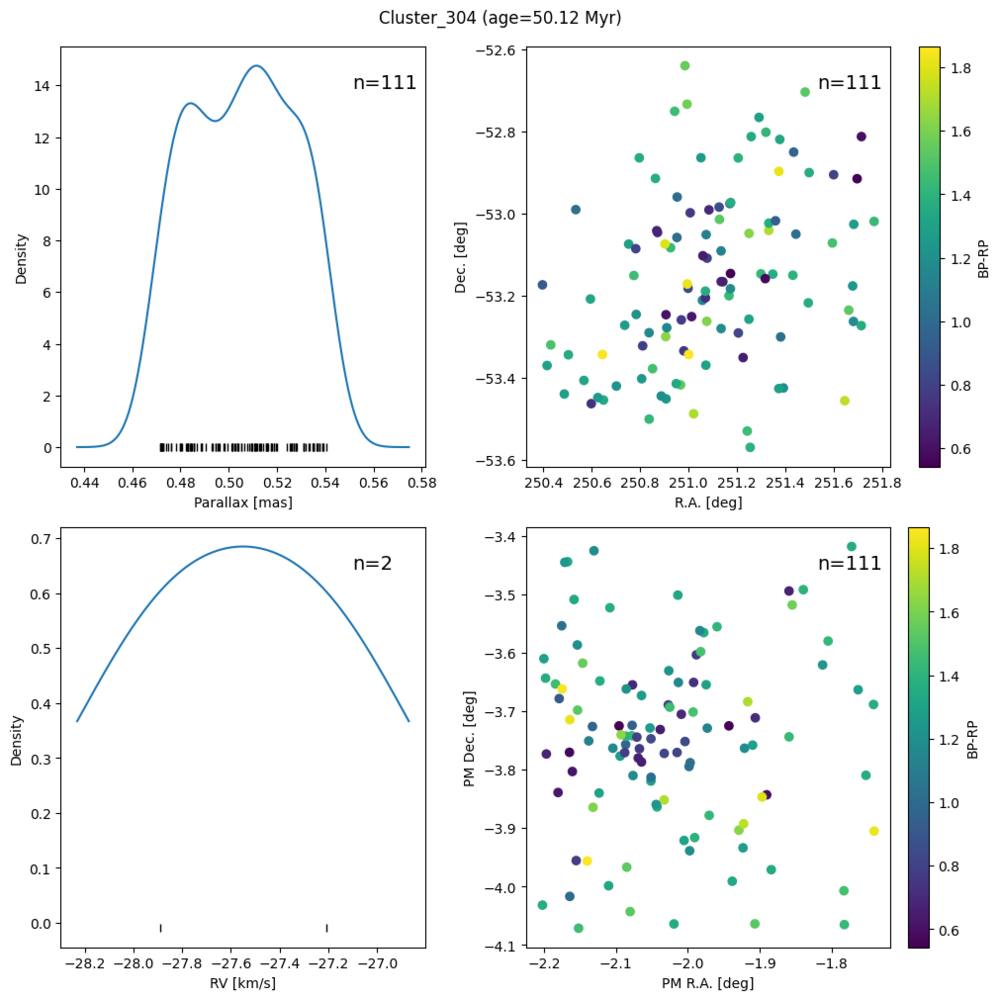 Cluster_304 (age=50.12 Myr)
n=111
Density
14
12
10
8
6
4
2
0
0.44 0.46 0.48 0.50 0.52 0.54 0.56 0.58
Parallax [mas]
n=111
Dec. [deg]
−52.6
−52.8
−53.0
−53.2
−53.4
−53.6
250.4 250.6 250.8 251.0 251.2 251.4 251.6 251.8
R.A. [deg]
1.8
1.6
1.4
1.2
1.0
0.8
0.6
BP-RP
n=2
Density
0.7
0.6
0.5
0.4
0.3
0.2
0.1
0.0
−28.2 −28.0 −27.8 −27.6 −27.4 −27.2 −27.0
RV [km/s]
n=111
PM Dec. [deg]
−3.4
−3.5
−3.6
−3.7
−3.8
−3.9
−4.0
−4.1
−2.2 −2.1 −2.0 −1.9 −1.8
PM R.A. [deg]
1.8
1.6
1.4
1.2
1.0
0.8
0.6
BP-RP